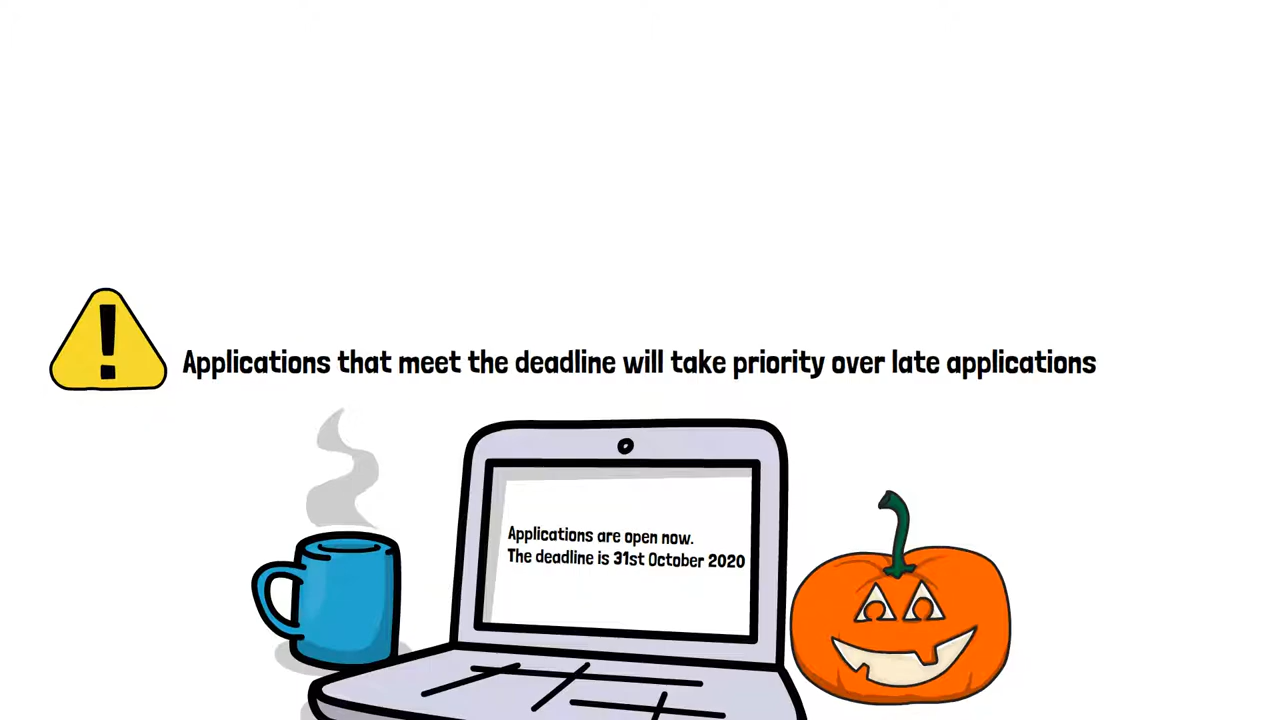 Applications that meet the deadline will take priority over late applications
Applications are open now.
The deadline is 31st October 2020